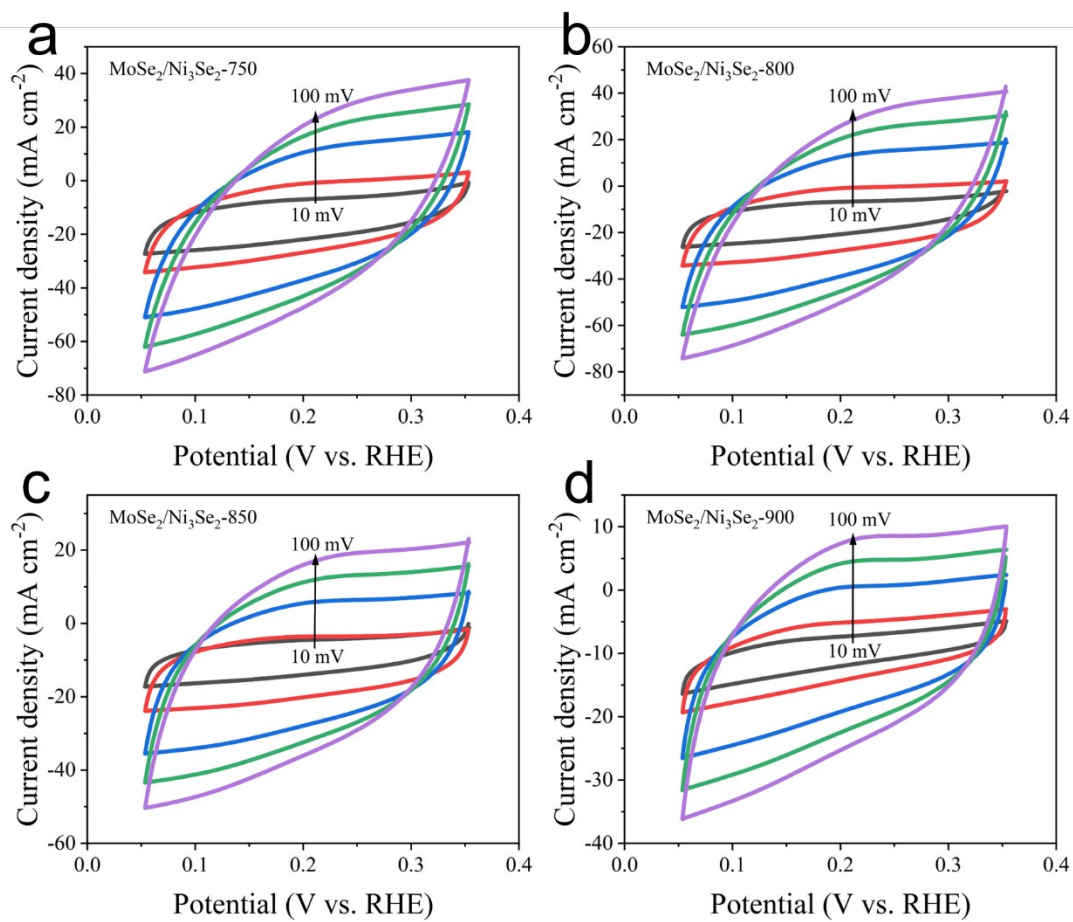 a
MoSe₂/Ni₃Se₂-750
100 mV
10 mV
40
20
0
-20
-40
-60
-80
0.0 0.1 0.2 0.3 0.4
Current density (mA cm⁻²)
Potential (V vs. RHE)
b
MoSe₂/Ni₃Se₂-800
100 mV
10 mV
60
40
20
0
-20
-40
-60
-80
0.0 0.1 0.2 0.3 0.4
Current density (mA cm⁻²)
Potential (V vs. RHE)
c
MoSe₂/Ni₃Se₂-850
100 mV
10 mV
20
0
-20
-40
-60
0.0 0.1 0.2 0.3 0.4
Current density (mA cm⁻²)
Potential (V vs. RHE)
d
MoSe₂/Ni₃Se₂-900
100 mV
10 mV
10
0
-10
-20
-30
-40
0.0 0.1 0.2 0.3 0.4
Current density (mA cm⁻²)
Potential (V vs. RHE)